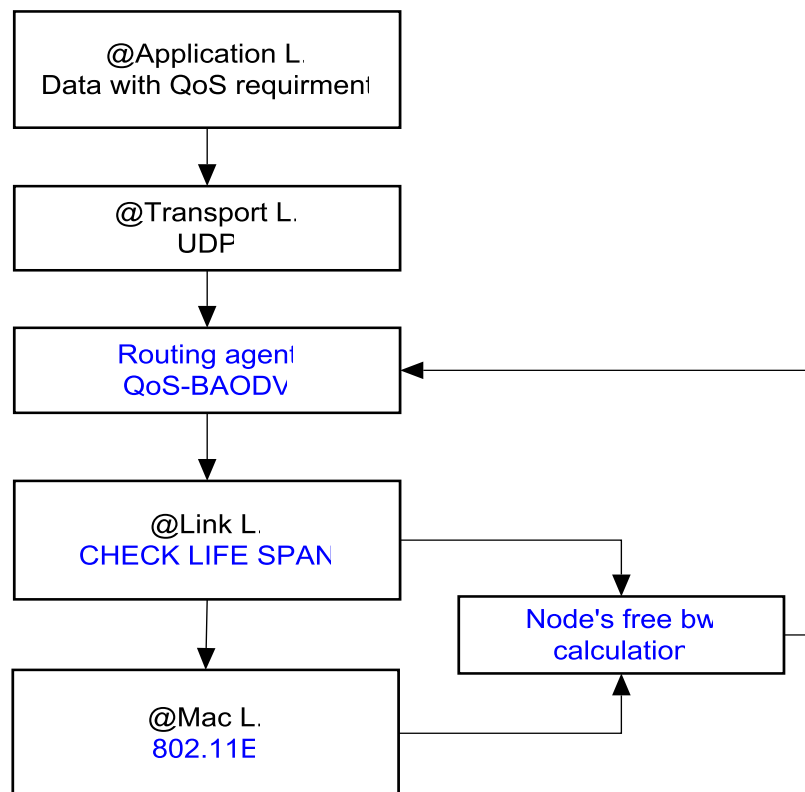 @Application L.
Data with QoS requirment
@Transport L.
UDP
Routing agent
QoS-BAODV
@Link L.
CHECK LIFE SPAN
Node's free bw
calculation
@Mac L.
802.11E